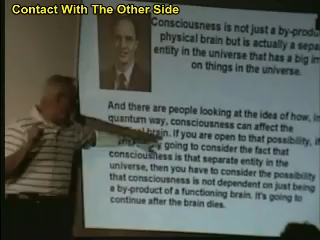 Contact With The Other Side
Consciousness is not just a by-produ
physical brain but is actually a sepa
entity in the universe that has a big im
on things in the universe.
And there are people looking at the idea of how, in
quantum way, consciousness can affect the
brain. If you are open to that possibility, if
going to consider the fact that
consciousness is that separate entity in the
universe, then you have to consider the possibility
that consciousness is not dependent on just being
a by-product of a functioning brain. It's going to
continue after the brain dies.